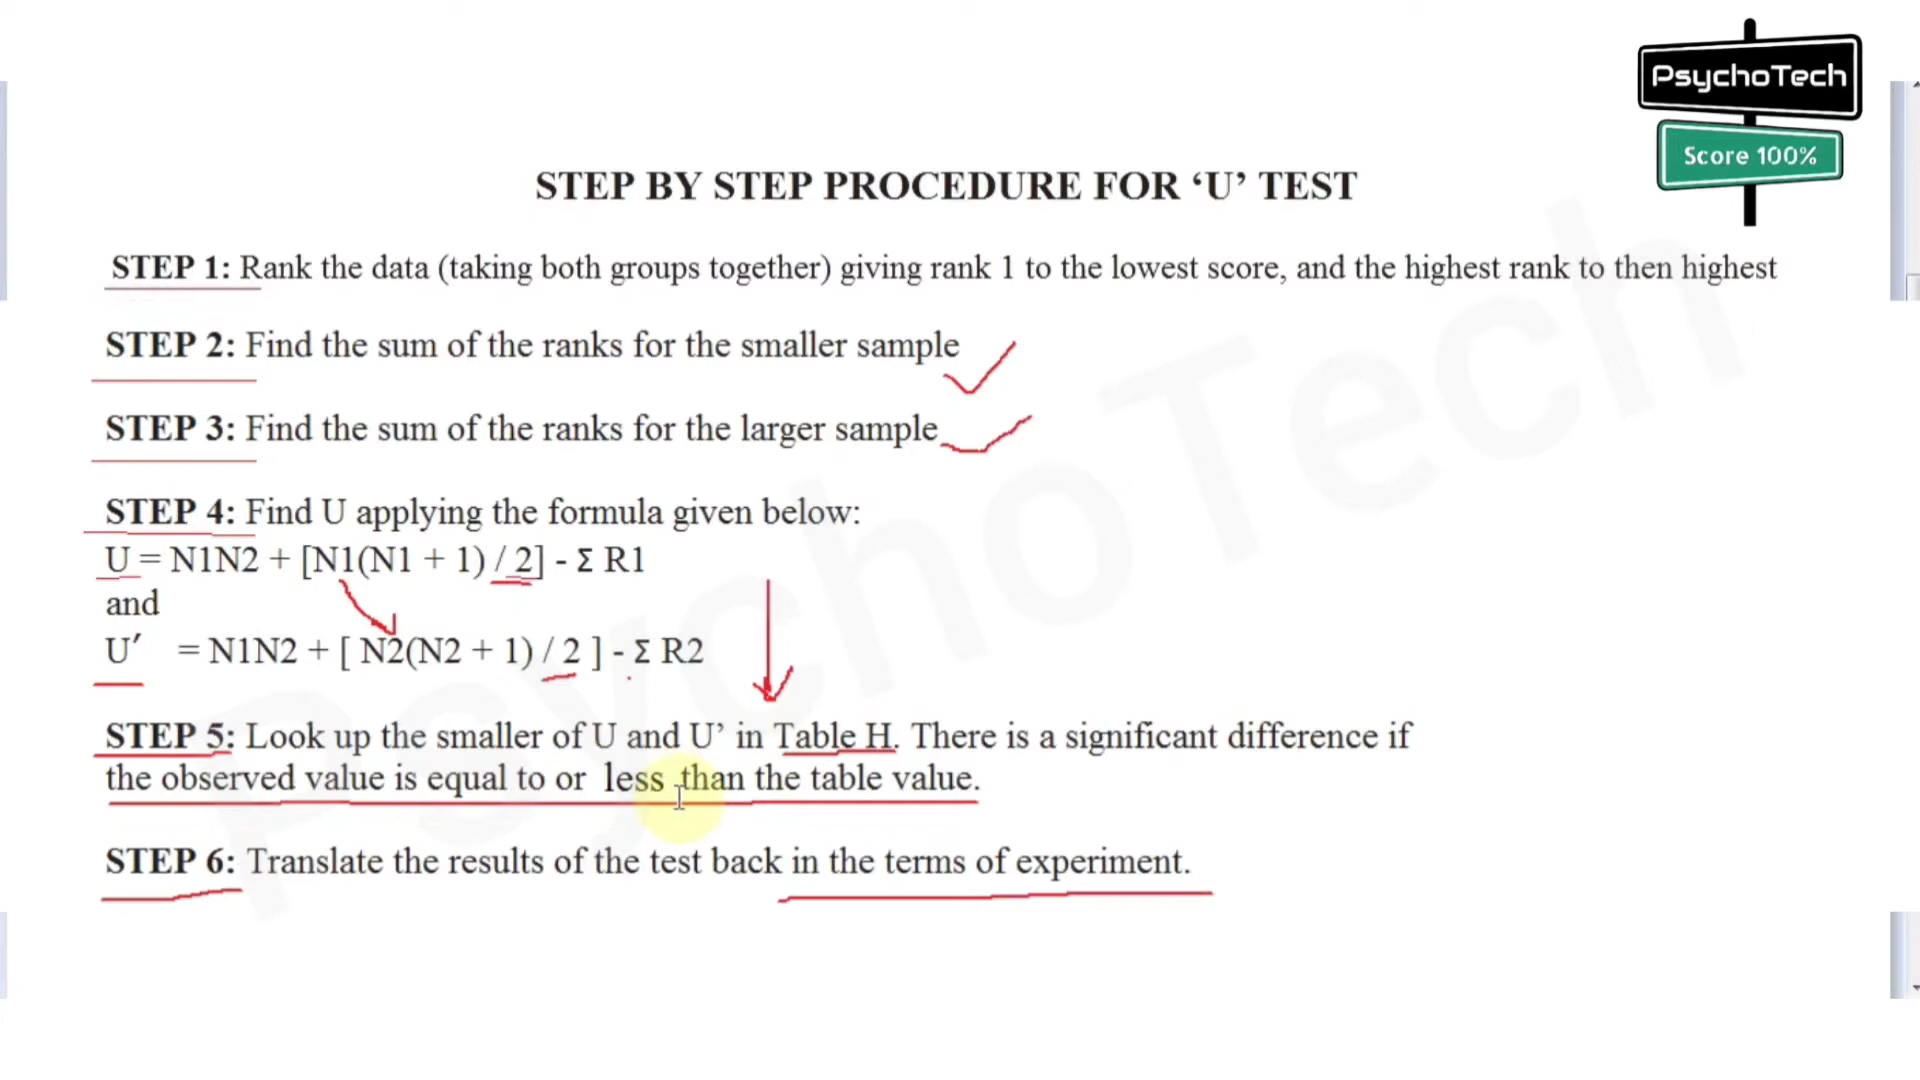 PsychoTech
Score 100%
STEP BY STEP PROCEDURE FOR ‘U’ TEST
STEP 1: Rank the data (taking both groups together) giving rank 1 to the lowest score, and the highest rank to then highest
STEP 2: Find the sum of the ranks for the smaller sample
STEP 3: Find the sum of the ranks for the larger sample
STEP 4: Find U applying the formula given below:
U = N1N2 + [N1(N1 + 1) / 2] - Σ R1
and
U′ = N1N2 + [ N2(N2 + 1) / 2 ] - Σ R2
STEP 5: Look up the smaller of U and U’ in Table H. There is a significant difference if
the observed value is equal to or less than the table value.
STEP 6: Translate the results of the test back in the terms of experiment.
PsychoTech